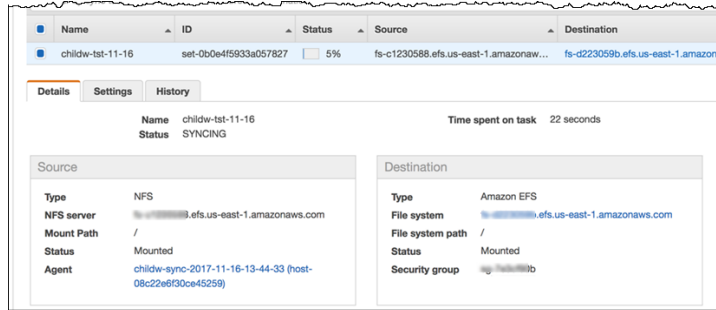 Name ID Status Source Destination
childw-tst-11-16 set-0b0e4f5933a057827 5% fs-c1230588.efs.us-east-1.amazonaw... fs-d223059b.efs.us-east-1.amazon
Details Settings History
Name childw-tst-11-16 Time spent on task 22 seconds
Status SYNCING
Source Destination
Type NFS Type Amazon EFS
NFS server .efs.us-east-1.amazonaws.com File system .efs.us-east-1.amazonaws.com
Mount Path / File system path /
Status Mounted Status Mounted
Agent childw-sync-2017-11-16-13-44-33 (host- Security group
08c22e6f30ce45259)